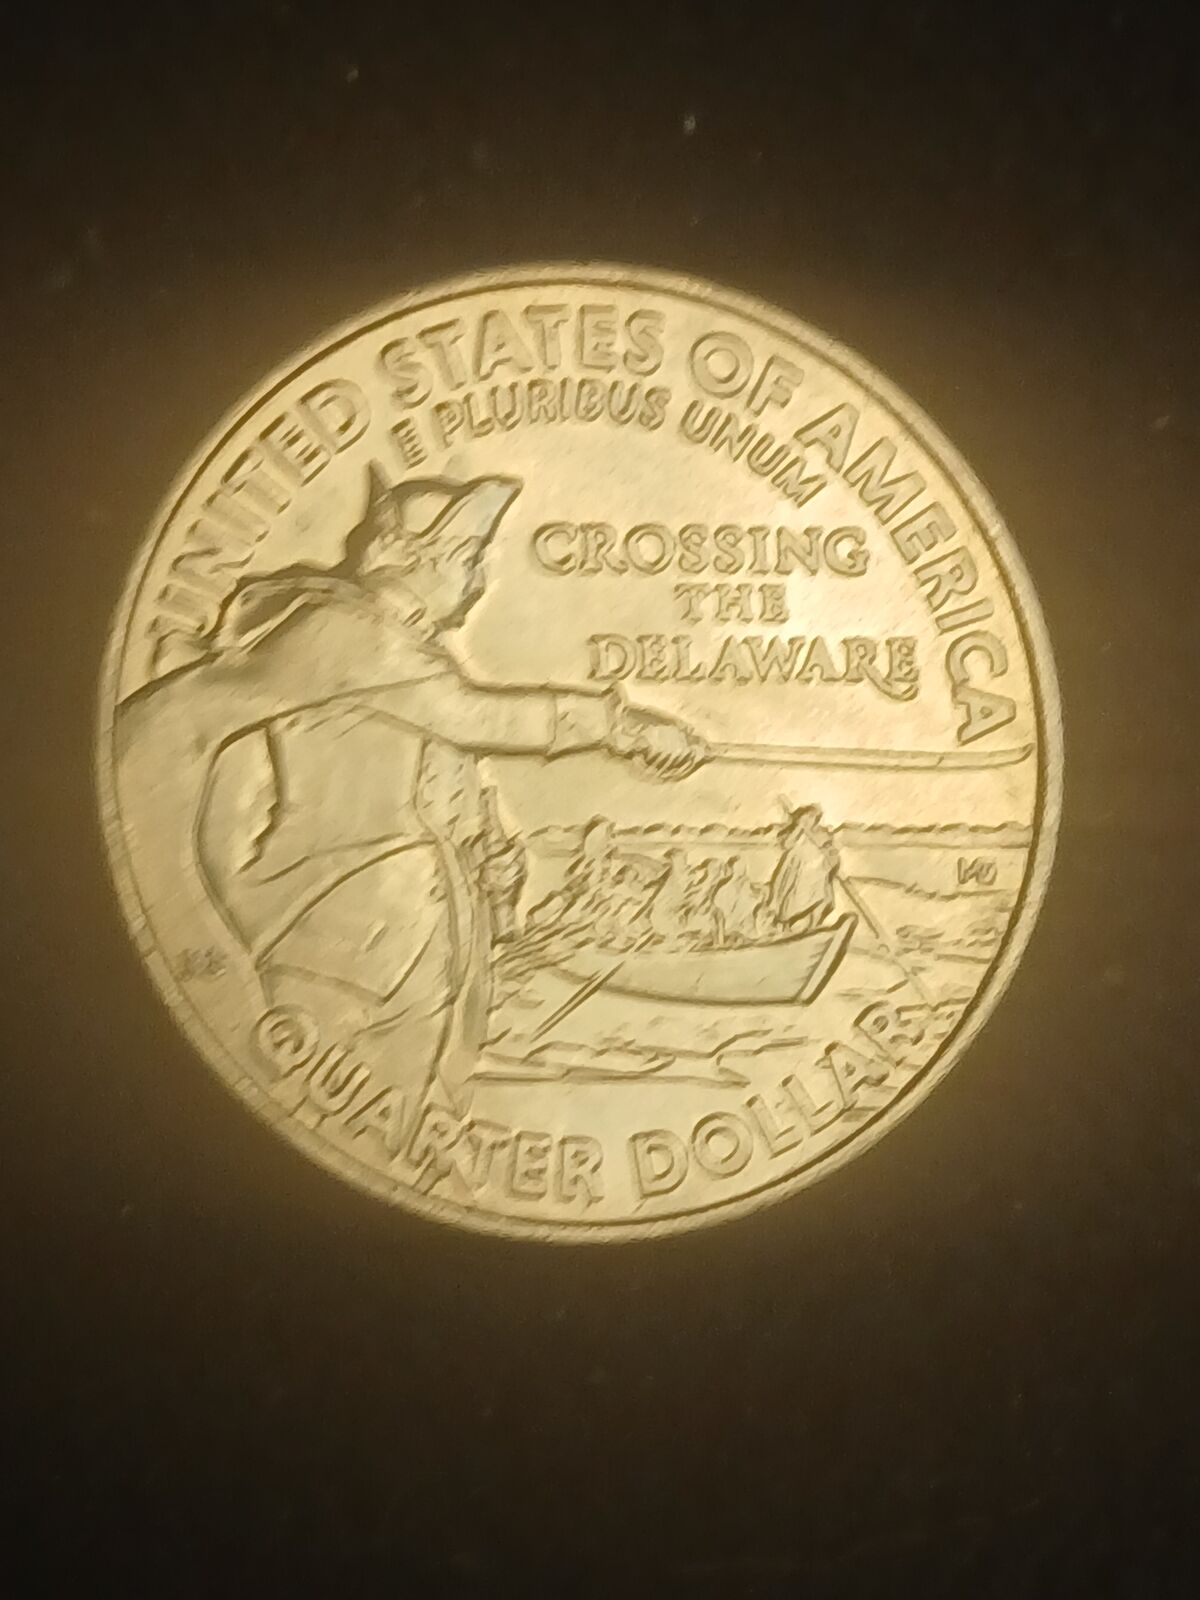 UNITED STATES OF AMERICA
E PLURIBUS UNUM
CROSSING
THE
DELAWARE
QUARTER DOLLAR